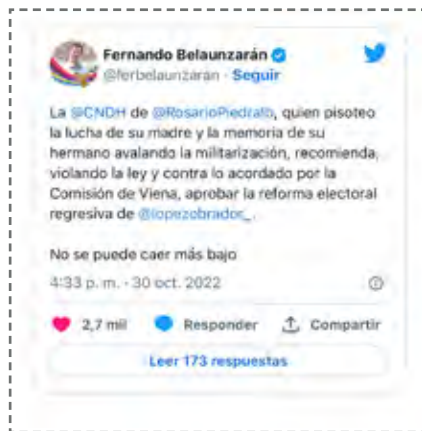 Fernando Belaunzarán
@ferbelaunzaran · Seguir
La @CNDH de @RosarioPiedraIb, quien pisoteo
la lucha de su madre y la memoria de su
hermano avalando la militarización, recomienda,
violando la ley y contra lo acordado por la
Comisión de Viena, aprobar la reforma electoral
regresiva de @lopezobrador_.
No se puede caer más bajo
4:33 p. m. · 30 oct. 2022
2,7 mil Responder Compartir
Leer 173 respuestas